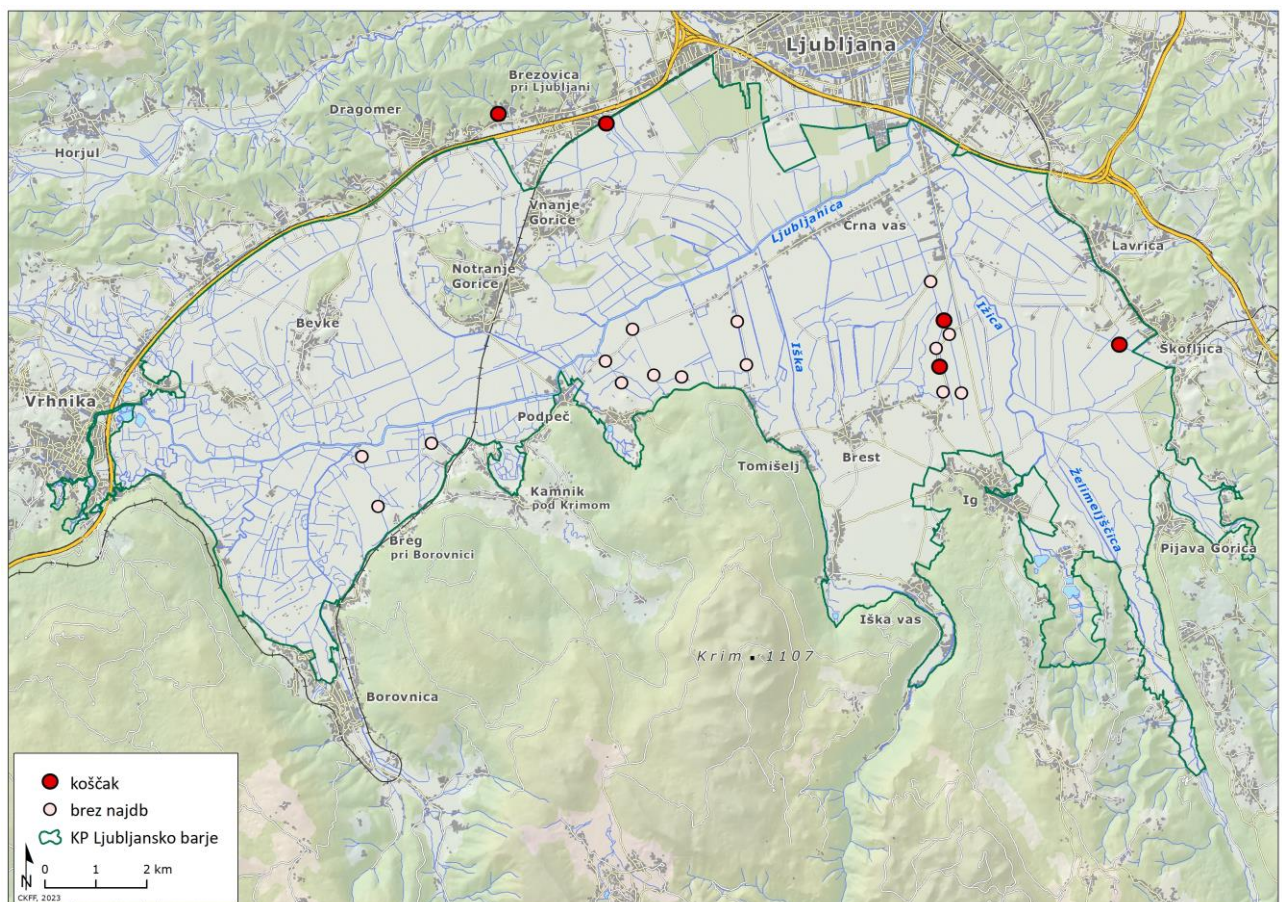 Ljubljana
Brezovica
pri Ljubljani
Dragomer
Horjul
Vnanje
Gorice
Ljubljanica
Crna vas
Lavrica
Notranje
Gorice
Bevke
Ižica
Iška
Škofljica
Vrhnika
Podpeč
Tomišelj
Brest
Ig
Kamnik
pod Krimom
Želimeljščica
Breg
pri Borovnici
Pijava Gorica
Iška vas
Krim 1107
Borovnica
koščak
brez najdb
KP Ljubljansko barje
N
0 1 2 km
CKFF, 2023